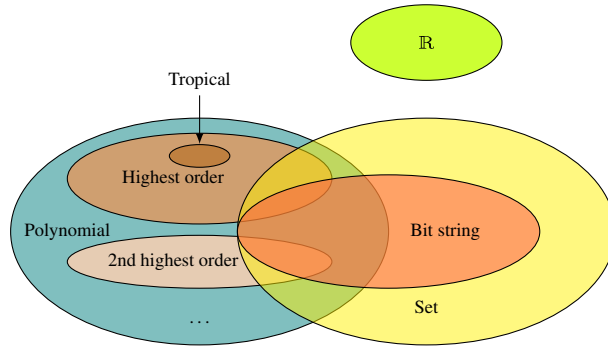 ℝ
Tropical
Highest order
Polynomial
Bit string
2nd highest order
Set
...